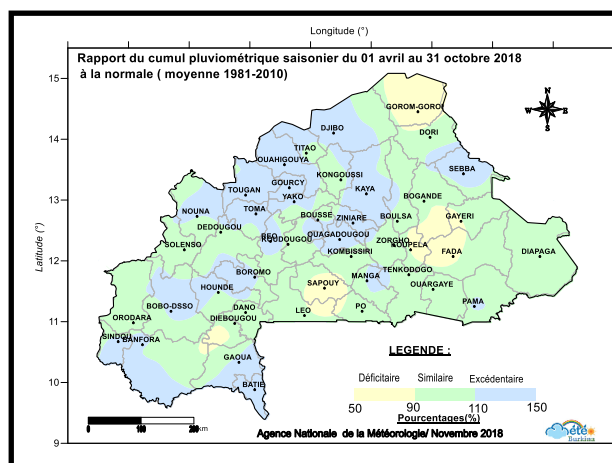 Longitude (°)
Rapport du cumul pluviométrique saisonier du 01 avril au 31 octobre 2018
à la normale ( moyenne 1981-2010)
15
14
13
12
11
10
9
Latitude (°)
N
W E
S
GOROM-GOROM
DJIBO
DORI
TITAO
OUAHIGOUYA
SEBBA
KONGOUSSI
GOURCY
TOUGAN
YAKO
KAYA
BOGANDE
NOUNA
TOMA
BOUSSE
ZINIARE
BOULSA
GAYERI
DEDOUGOU
REO
OUAGADOUGOU
SOLENSO
KOUDOUGOU
ZORGHO
KOUPELA
KOMBISSIRI
FADA
DIAPAGA
BOROMO
TENKODOGO
MANGA
HOUNDE
SAPOUY
OUARGAYE
BOBO-DSSO
PAMA
DANO
LEO
PO
ORODARA
DIEBOUGOU
SINDOU
BANFORA
GAOUA
BATIE
LEGENDE :
Déficitaire Similaire Excédentaire
50 90 110 150
Pourcentages(%)
0 100 200 km
Agence Nationale de la Météorologie/ Novembre 2018
météo
Burkina